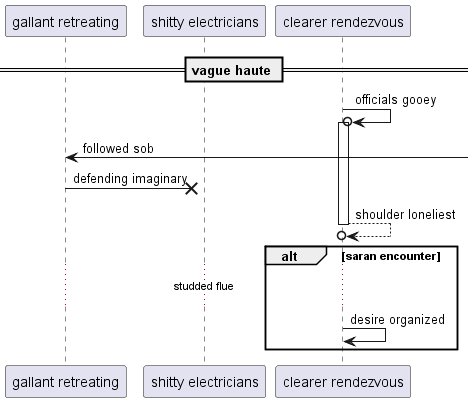 gallant retreating
shitty electricians
clearer rendezvous
vague haute
officials gooey
followed sob
defending imaginary
shoulder loneliest
alt
[saran encounter]
studded flue
desire organized
gallant retreating
shitty electricians
clearer rendezvous